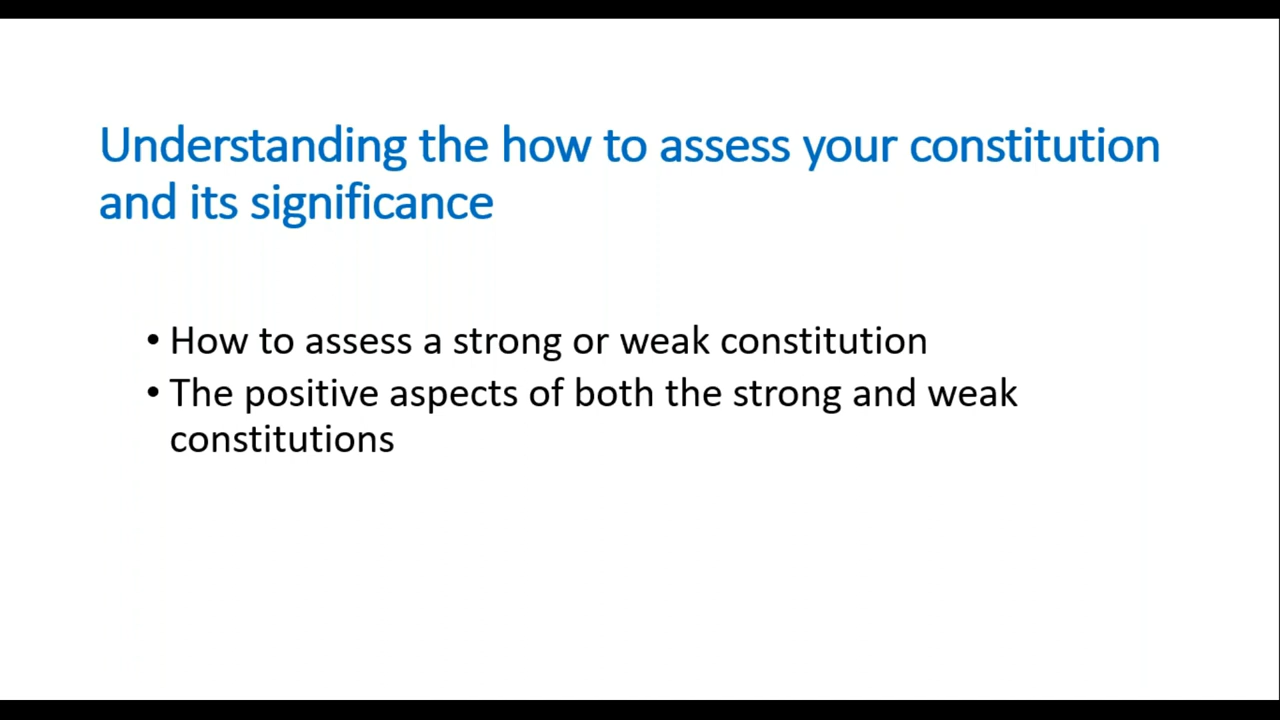 Understanding the how to assess your constitution
and its significance
• How to assess a strong or weak constitution
• The positive aspects of both the strong and weak
constitutions